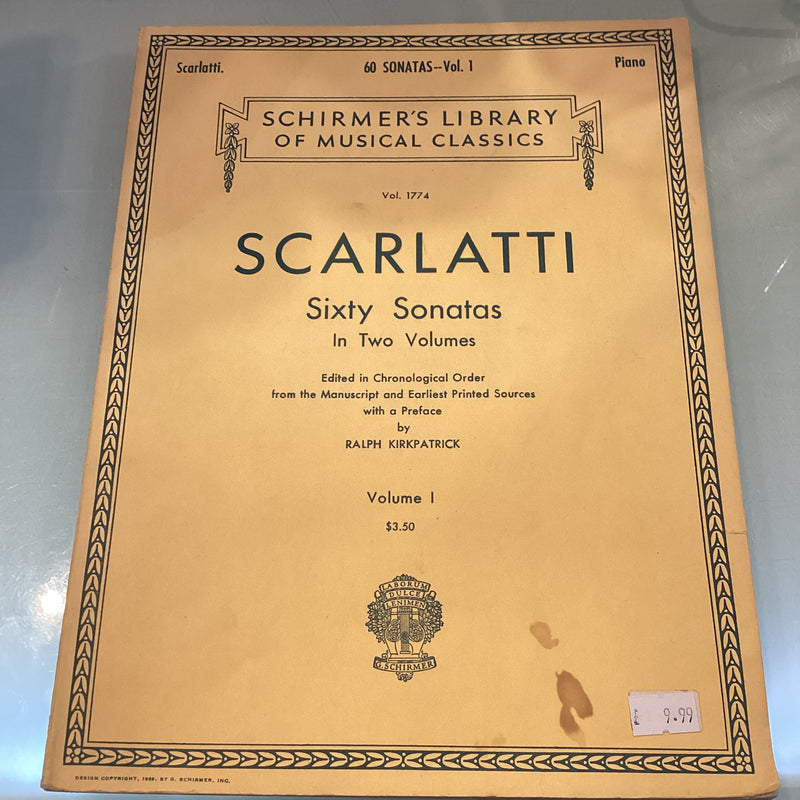 Scarlatti. 60 SONATAS--Vol. 1 Piano
SCHIRMER'S LIBRARY
OF MUSICAL CLASSICS
Vol. 1774
SCARLATTI
Sixty Sonatas
In Two Volumes
Edited in Chronological Order
from the Manuscript and Earliest Printed Sources
with a Preface
by
RALPH KIRKPATRICK
Volume I
$3.50
LABORUM
DULCE
LENIMEN
G. SCHIRMER
9.99
DESIGN COPYRIGHT, BY G. SCHIRMER, INC.